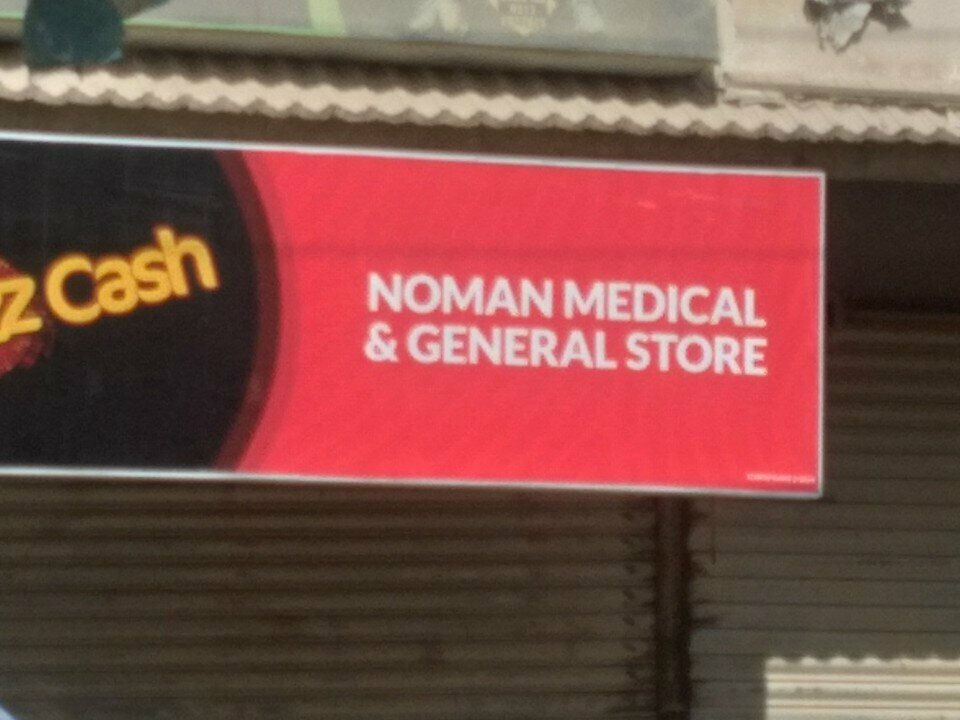 z Cash
NOMAN MEDICAL
& GENERAL STORE